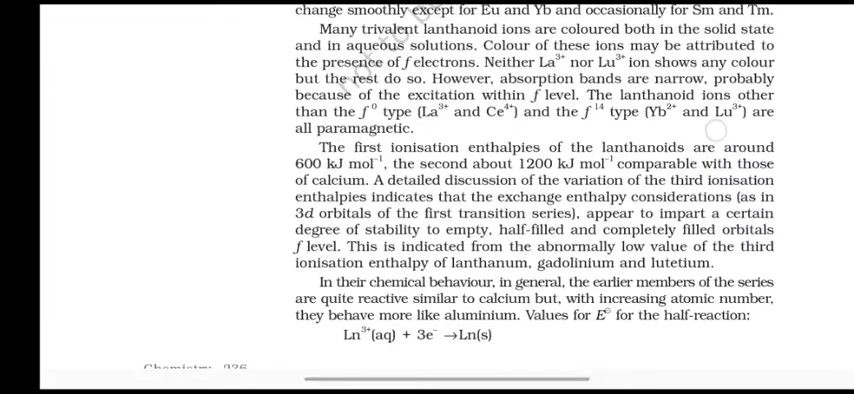 change smoothly except for Eu and Yb and occasionally for Sm and Tm.
Many trivalent lanthanoid ions are coloured both in the solid state
and in aqueous solutions. Colour of these ions may be attributed to
the presence of f electrons. Neither La³⁺ nor Lu³⁺ ion shows any colour
but the rest do so. However, absorption bands are narrow, probably
because of the excitation within f level. The lanthanoid ions other
than the f⁰ type (La³⁺ and Ce⁴⁺) and the f¹⁴ type (Yb²⁺ and Lu³⁺) are
all paramagnetic.
The first ionisation enthalpies of the lanthanoids are around
600 kJ mol⁻¹, the second about 1200 kJ mol⁻¹ comparable with those
of calcium. A detailed discussion of the variation of the third ionisation
enthalpies indicates that the exchange enthalpy considerations (as in
3d orbitals of the first transition series), appear to impart a certain
degree of stability to empty, half-filled and completely filled orbitals
f level. This is indicated from the abnormally low value of the third
ionisation enthalpy of lanthanum, gadolinium and lutetium.
In their chemical behaviour, in general, the earlier members of the series
are quite reactive similar to calcium but, with increasing atomic number,
they behave more like aluminium. Values for E⊖ for the half-reaction:
Ln³⁺(aq) + 3e⁻ →Ln(s)
Chemistry 236
not to b